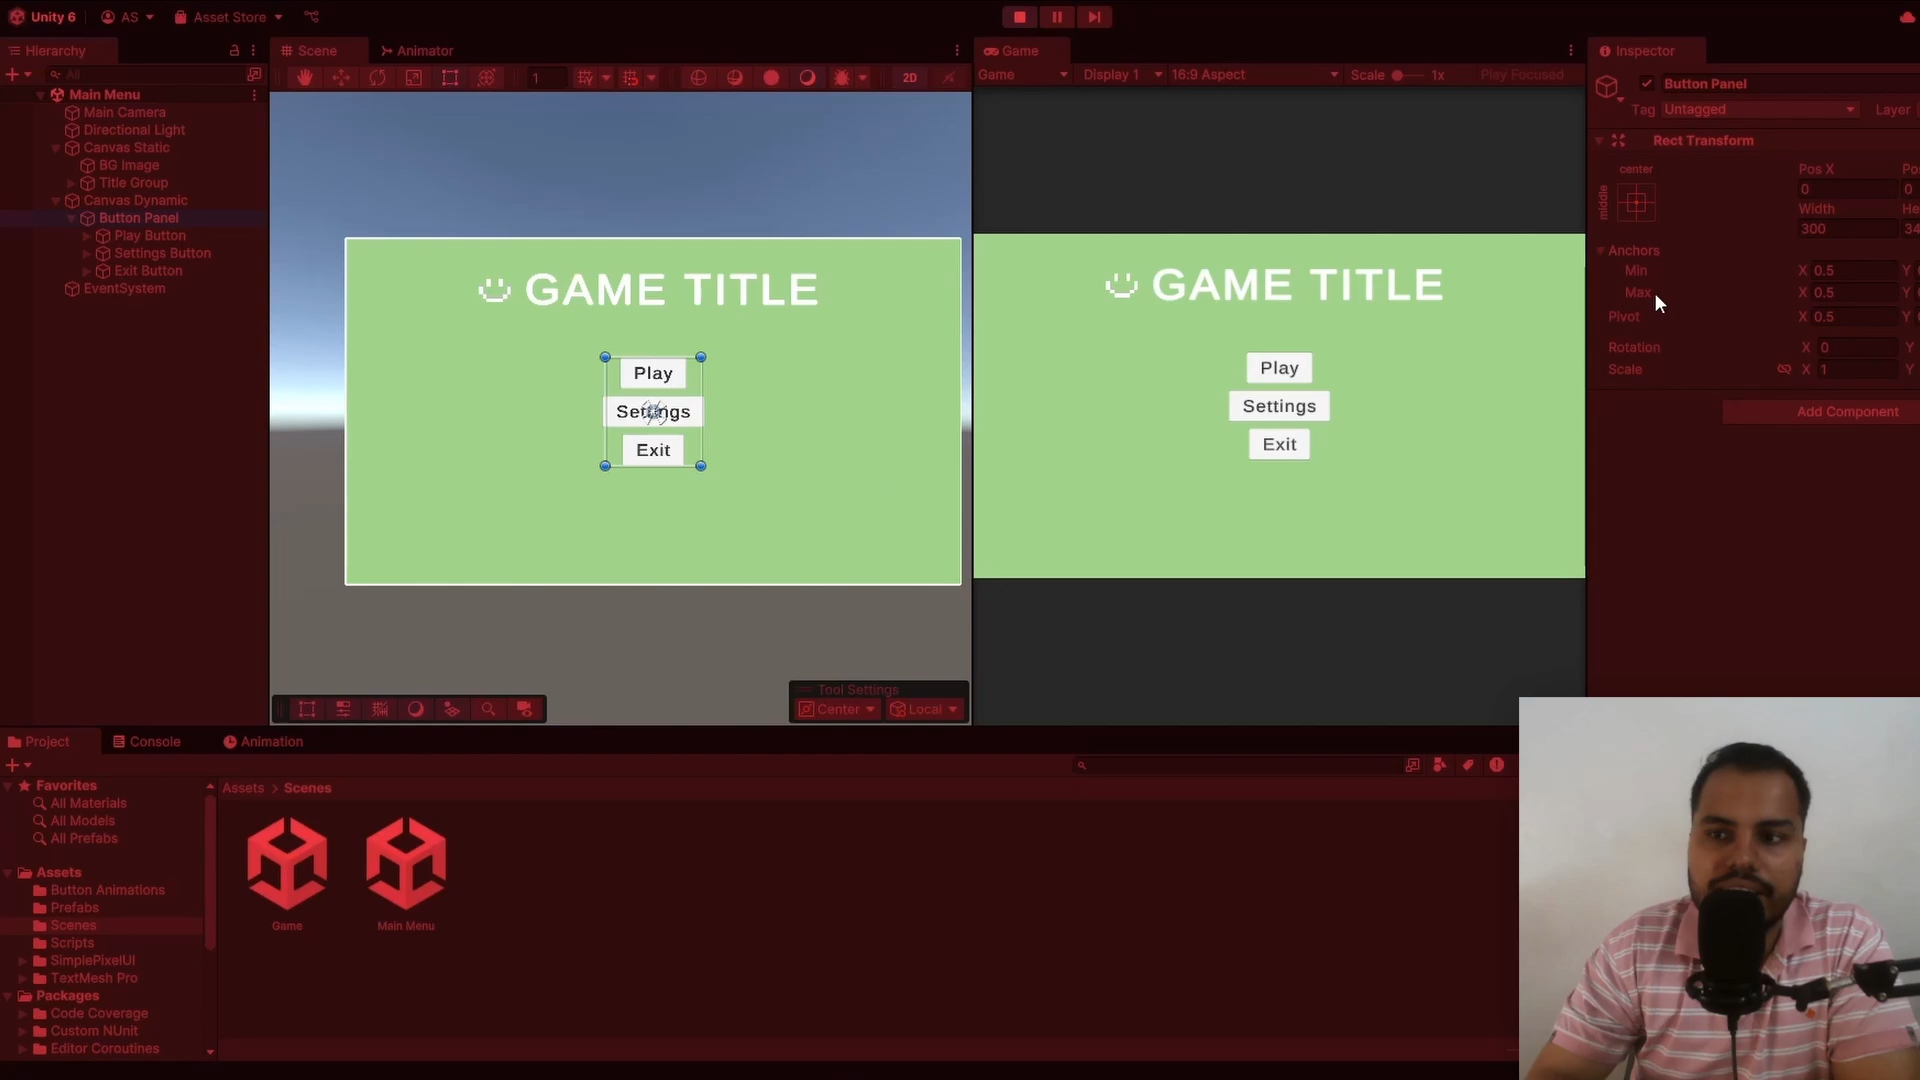 Unity 6 AS Asset Store
Hierarchy
All
Main Menu
Main Camera
Directional Light
Canvas Static
BG Image
Title Group
Canvas Dynamic
Button Panel
Play Button
Settings Button
Exit Button
EventSystem
Scene Animator
1 2D
GAME TITLE
Play
Settings
Exit
Tool Settings
Center Local
Game
Game Display 1 16:9 Aspect Scale 1x Play Focused
GAME TITLE
Play
Settings
Exit
Inspector
Button Panel
Tag Untagged Layer
Rect Transform
center Pos X Pos
middle 0 0
Width He
300 34
Anchors
Min X 0.5 Y
Max X 0.5 Y
Pivot X 0.5 Y
Rotation X 0 Y
Scale X 1 Y
Add Component
Project Console Animation
Favorites
All Materials
All Models
All Prefabs
Assets
Button Animations
Prefabs
Scenes
Scripts
SimplePixelUI
TextMesh Pro
Packages
Code Coverage
Custom NUnit
Editor Coroutines
Assets > Scenes
Game Main Menu